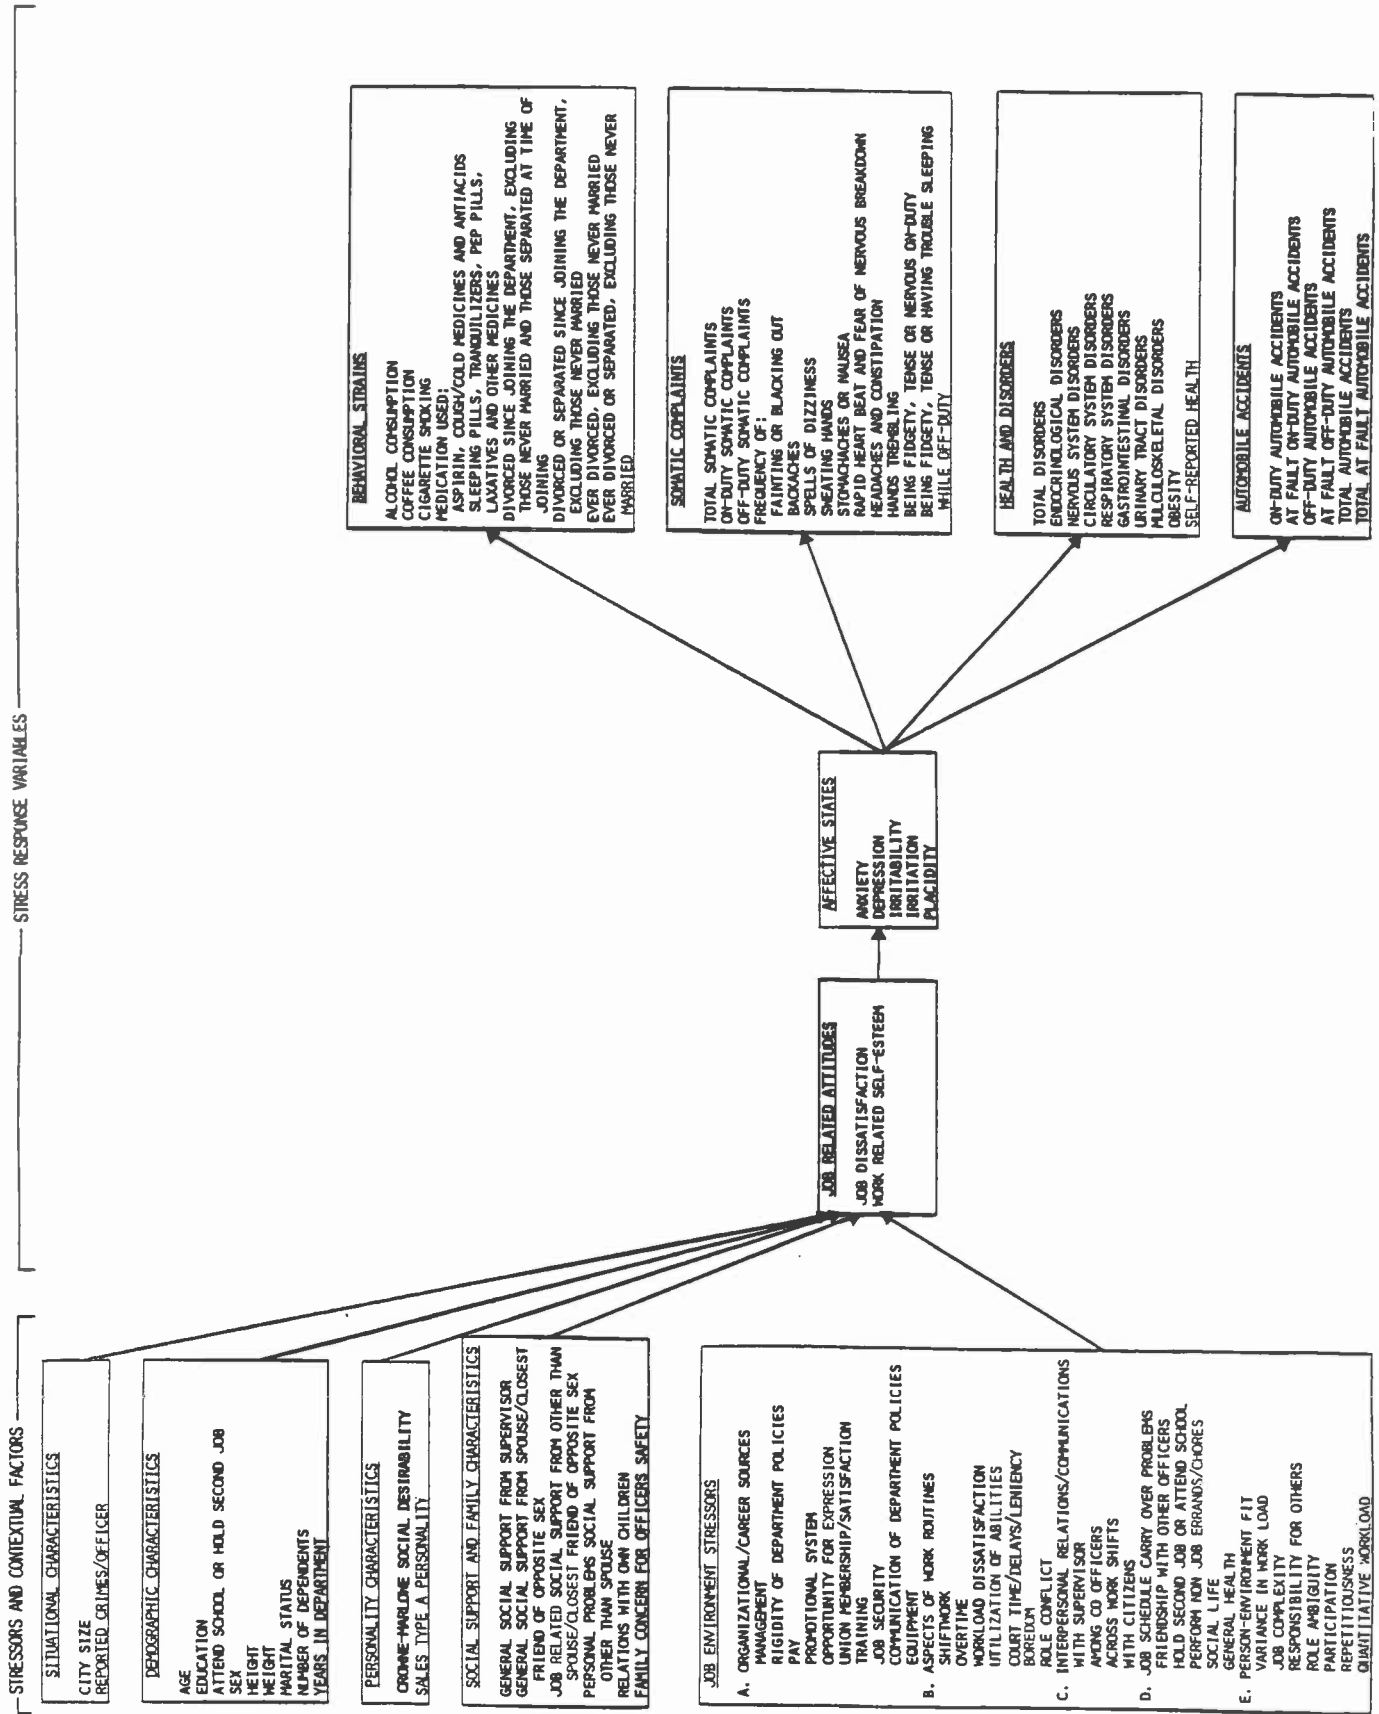 STRESSORS AND CONTEXTUAL FACTORS
STRESS RESPONSE VARIABLES
SITUATIONAL CHARACTERISTICS
CITY SIZE
REPORTED CRIMES/OFFICER
DEMOGRAPHIC CHARACTERISTICS
AGE
EDUCATION
ATTEND SCHOOL OR HOLD SECOND JOB
SEX
HEIGHT
WEIGHT
MARITAL STATUS
NUMBER OF DEPENDENTS
YEARS IN DEPARTMENT
PERSONALITY CHARACTERISTICS
CROWNE-MARLOWE SOCIAL DESIRABILITY
SALES TYPE A PERSONALITY
SOCIAL SUPPORT AND FAMILY CHARACTERISTICS
GENERAL SOCIAL SUPPORT FROM SUPERVISOR
GENERAL SOCIAL SUPPORT FROM SPOUSE/CLOSEST
FRIEND OF OPPOSITE SEX
JOB RELATED SOCIAL SUPPORT FROM OTHER THAN
SPOUSE/CLOSEST FRIEND OF OPPOSITE SEX
PERSONAL PROBLEMS SOCIAL SUPPORT FROM
OTHER THAN SPOUSE
RELATIONS WITH OWN CHILDREN
FAMILY CONCERN FOR OFFICERS SAFETY
JOB ENVIRONMENT STRESSORS
A. ORGANIZATIONAL/CAREER SOURCES
MANAGEMENT
RIGIDITY OF DEPARTMENT POLICIES
PAY
PROMOTIONAL SYSTEM
OPPORTUNITY FOR EXPRESSION
UNION MEMBERSHIP/SATISFACTION
TRAINING
JOB SECURITY
COMMUNICATION OF DEPARTMENT POLICIES
EQUIPMENT
B. ASPECTS OF WORK ROUTINES
SHIFTWORK
OVERTIME
WORKLOAD DISSATISFACTION
UTILIZATION OF ABILITIES
COURT TIME/DELAYS/LENIENCY
BOREDOM
ROLE CONFLICT
C. INTERPERSONAL RELATIONS/COMMUNICATIONS
WITH SUPERVISOR
AMONG CO OFFICERS
ACROSS WORK SHIFTS
WITH CITIZENS
D. JOB SCHEDULE CARRY OVER PROBLEMS
FRIENDSHIP WITH OTHER OFFICERS
HOLD SECOND JOB OR ATTEND SCHOOL
PERFORM NON JOB ERRANDS/CHORES
SOCIAL LIFE
GENERAL HEALTH
E. PERSON-ENVIRONMENT FIT
VARIANCE IN WORK LOAD
JOB COMPLEXITY
RESPONSIBILITY FOR OTHERS
ROLE AMBIGUITY
PARTICIPATION
REPETITIOUSNESS
QUANTITATIVE WORKLOAD
JOB RELATED ATTITUDES
JOB DISSATISFACTION
WORK RELATED SELF-ESTEEM
AFFECTIVE STATES
ANXIETY
DEPRESSION
IRRITABILITY
IRRITATION
PLACIDITY
BEHAVIORAL STRAINS
ALCOHOL COMSUMPTION
COFFEE CONSUMPTION
CIGARETTE SMOKING
MEDICATION USED:
ASPIRIN, COUGH/COLD MEDICINES AND ANTIACIDS
SLEEPING PILLS, TRANQUILIZERS, PEP PILLS,
LAXATIVES AND OTHER MEDICINES
DIVORCED SINCE JOINING THE DEPARTMENT, EXCLUDING
THOSE NEVER MARRIED AND THOSE SEPARATED AT TIME OF
JOINING
DIVORCED OR SEPARATED SINCE JOINING THE DEPARTMENT,
EXCLUDING THOSE NEVER MARRIED
EVER DIVORCED, EXCLUDING THOSE NEVER MARRIED
EVER DIVORCED OR SEPARATED, EXCLUDING THOSE NEVER
MARRIED
SOMATIC COMPLAINTS
TOTAL SOMATIC COMPLAINTS
ON-DUTY SOMATIC COMPLAINTS
OFF-DUTY SOMATIC COMPLAINTS
FREQUENCY OF:
FAINTING OR BLACKING OUT
BACKACHES
SPELLS OF DIZZINESS
SWEATING HANDS
STOMACHACHES OR NAUSEA
RAPID HEART BEAT AND FEAR OF NERVOUS BREAKDOWN
HEADACHES AND CONSTIPATION
HANDS TREMBLING
BEING FIDGETY, TENSE OR NERVOUS ON-DUTY
BEING FIDGETY, TENSE OR HAVING TROUBLE SLEEPING
WHILE OFF-DUTY
HEALTH AND DISORDERS
TOTAL DISORDERS
ENDOCRINOLOGICAL DISORDERS
NERVOUS SYSTEM DISORDERS
CIRCULATORY SYSTEM DISORDERS
RESPIRATORY SYSTEM DISORDERS
GASTROINTESTINAL DISORDERS
URINARY TRACT DISORDERS
MULCULOSKELETAL DISORDERS
OBESITY
SELF-REPORTED HEALTH
AUTOMOBILE ACCIDENTS
ON-DUTY AUTOMOBILE ACCIDENTS
AT FAULT ON-DUTY AUTOMOBILE ACCIDENTS
OFF-DUTY AUTOMOBILE ACCIDENTS
AT FAULT OFF-DUTY AUTOMOBILE ACCIDENTS
TOTAL AUTOMOBILE ACCIDENTS
TOTAL AT FAULT AUTOMOBILE ACCIDENTS